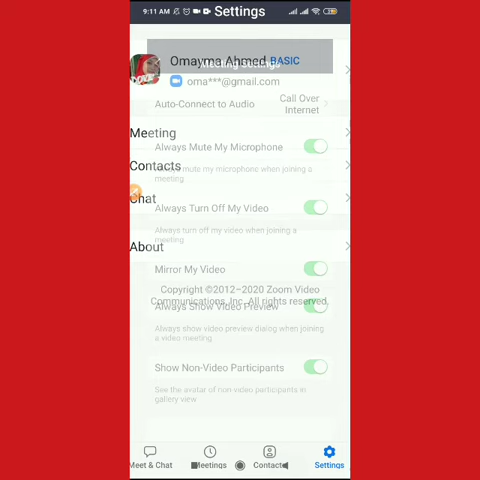 9:11 AM
Settings
Omayma Ahmed BASIC
Meeting Settings
oma***@gmail.com
Auto-Connect to Audio
Call Over
Internet
Meeting
Always Mute My Microphone
Contacts
Always mute my microphone when joining a
meeting
Chat
Always Turn Off My Video
Always turn off my video when joining a
meeting
About
Mirror My Video
Copyright ©2012–2020 Zoom Video
Communications, Inc. All rights reserved.
Always Show Video Preview
Always show video preview dialog when joining
a video meeting
Show Non-Video Participants
See the avatar of non-video participants in
gallery view
Meet & Chat
Meetings
Contacts
Settings